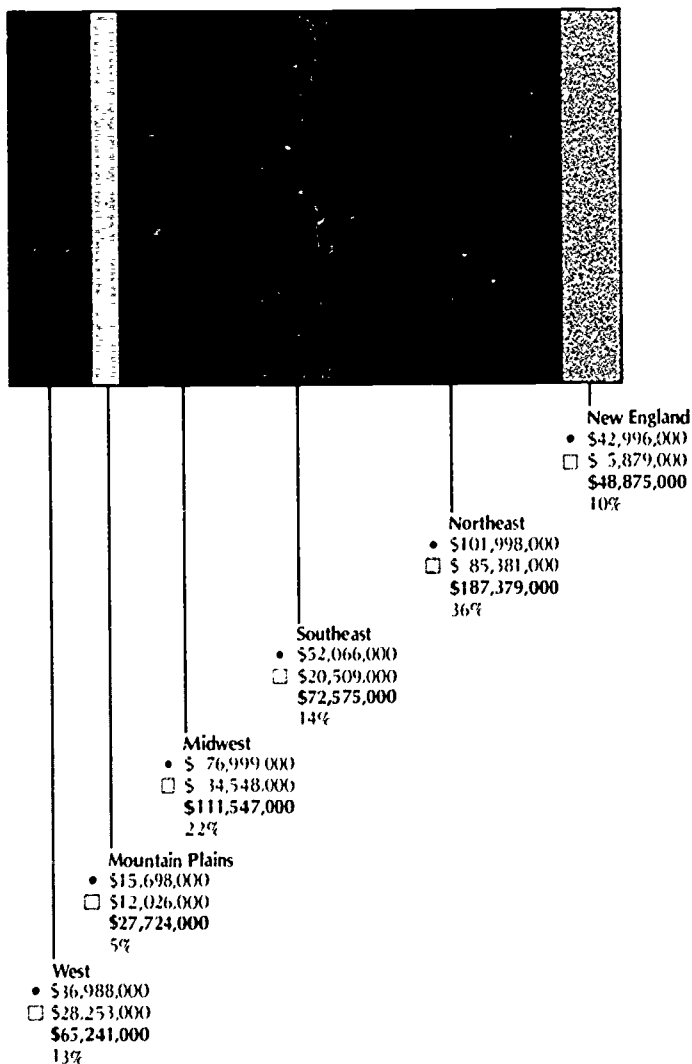 New England
• $42,996,000
□ $ 5,879,000
$48,875,000
10%
Northeast
• $101,998,000
□ $ 85,381,000
$187,379,000
36%
Southeast
• $52,066,000
□ $20,509,000
$72,575,000
14%
Midwest
• $ 76,999,000
□ $ 34,548,000
$111,547,000
22%
Mountain Plains
• $15,698,000
□ $12,026,000
$27,724,000
5%
West
• $36,988,000
□ $28,253,000
$65,241,000
13%